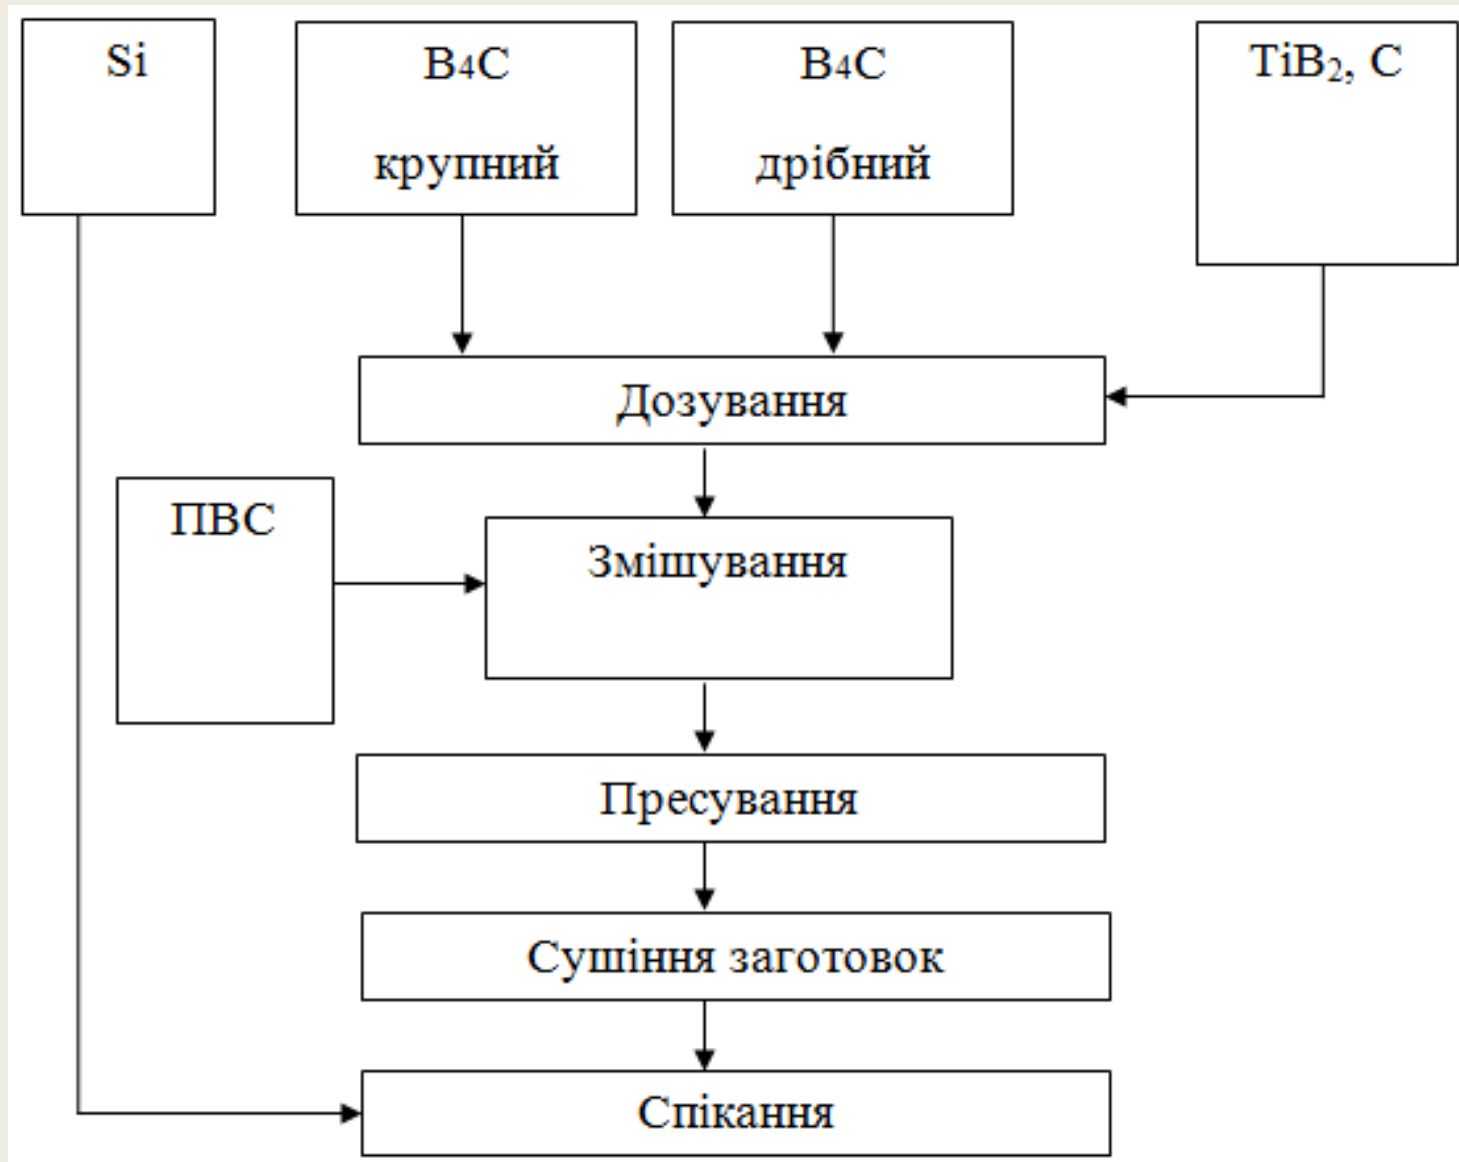 Si
B4C
крупний
B4C
дрібний
TiB₂, C
Дозування
ПВС
Змішування
Пресування
Сушіння заготовок
Спікання